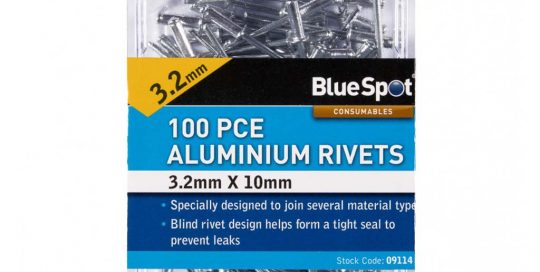 3.2mm
BlueSpot
CONSUMABLES
100 PCE
ALUMINIUM RIVETS
3.2mm X 10mm
• Specially designed to join several material type
• Blind rivet design helps form a tight seal to
prevent leaks
Stock Code: 09114